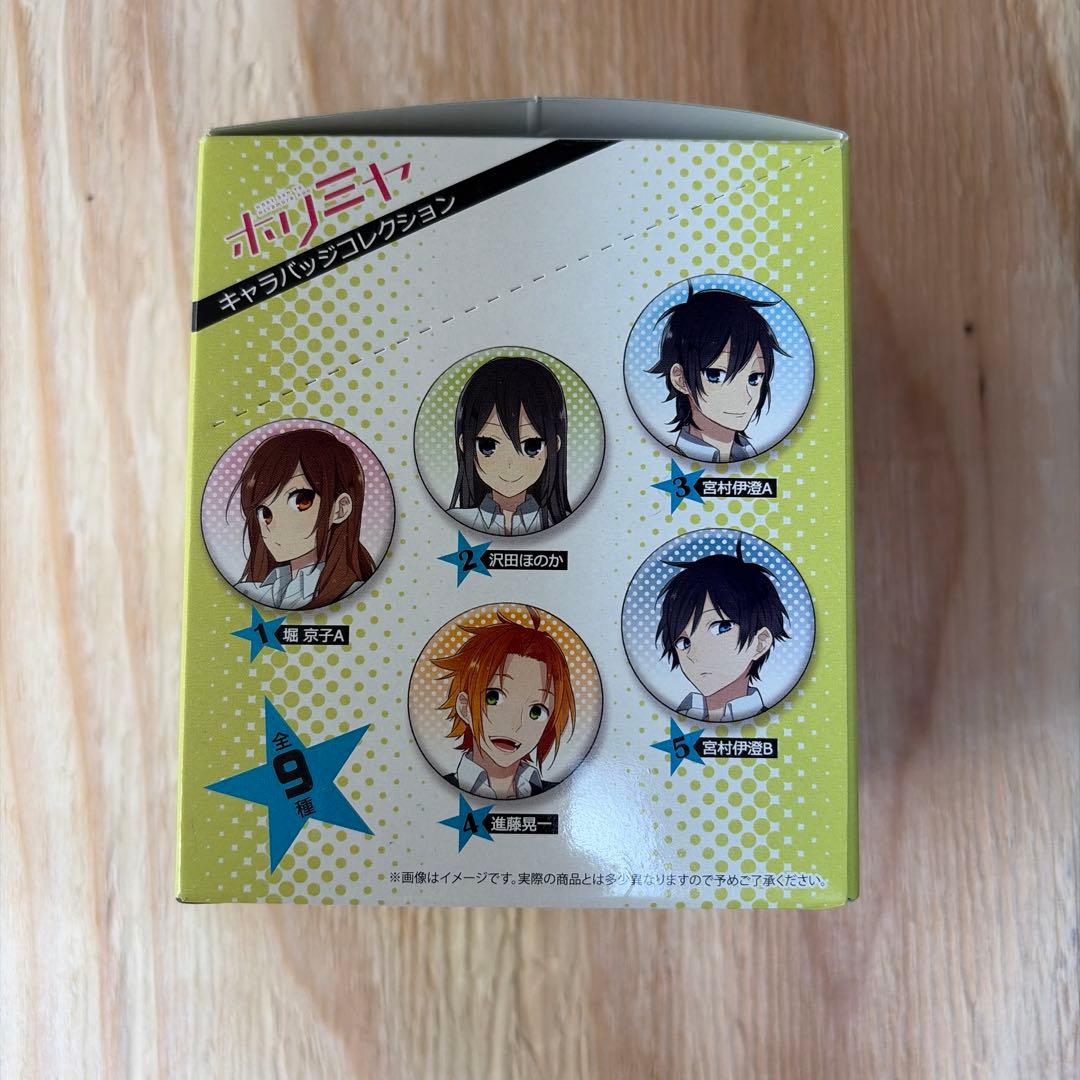 ホリミヤ
キャラバッジコレクション
1 堀 京子A
2 沢田ほのか
3 宮村伊澄A
4 進藤晃一
5 宮村伊澄B
全9種
※画像はイメージです。実際の商品とは多少異なりますので予めご了承ください。